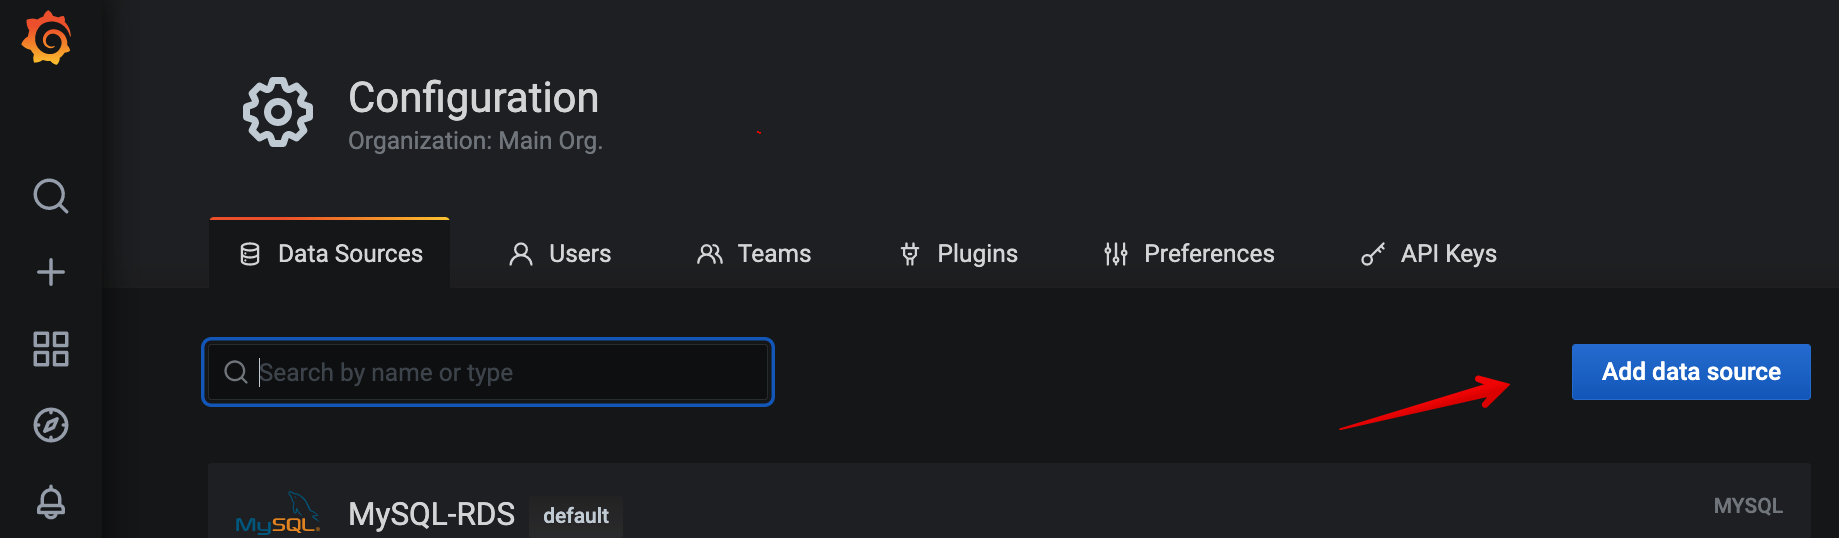 Configuration
Organization: Main Org.
Data Sources Users Teams Plugins Preferences API Keys
Search by name or type
Add data source
MySQL MySQL-RDS default MYSQL